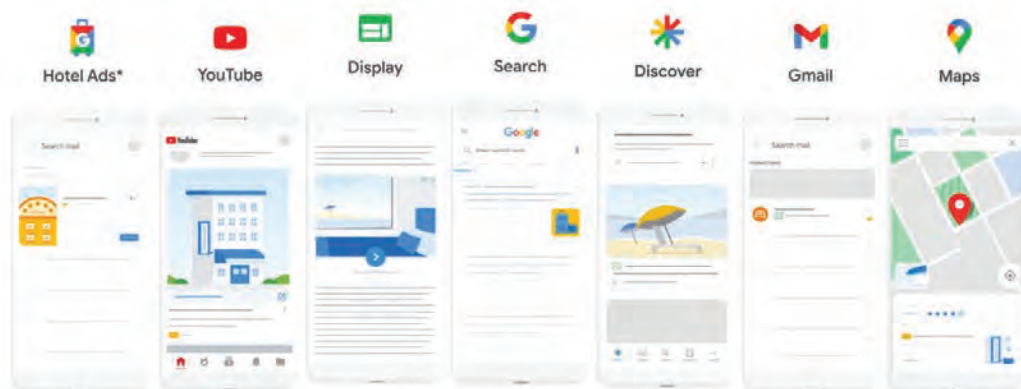 Hotel Ads*
YouTube
Display
Search
Discover
Gmail
Maps
Search mail
YouTube
Google
Search mail